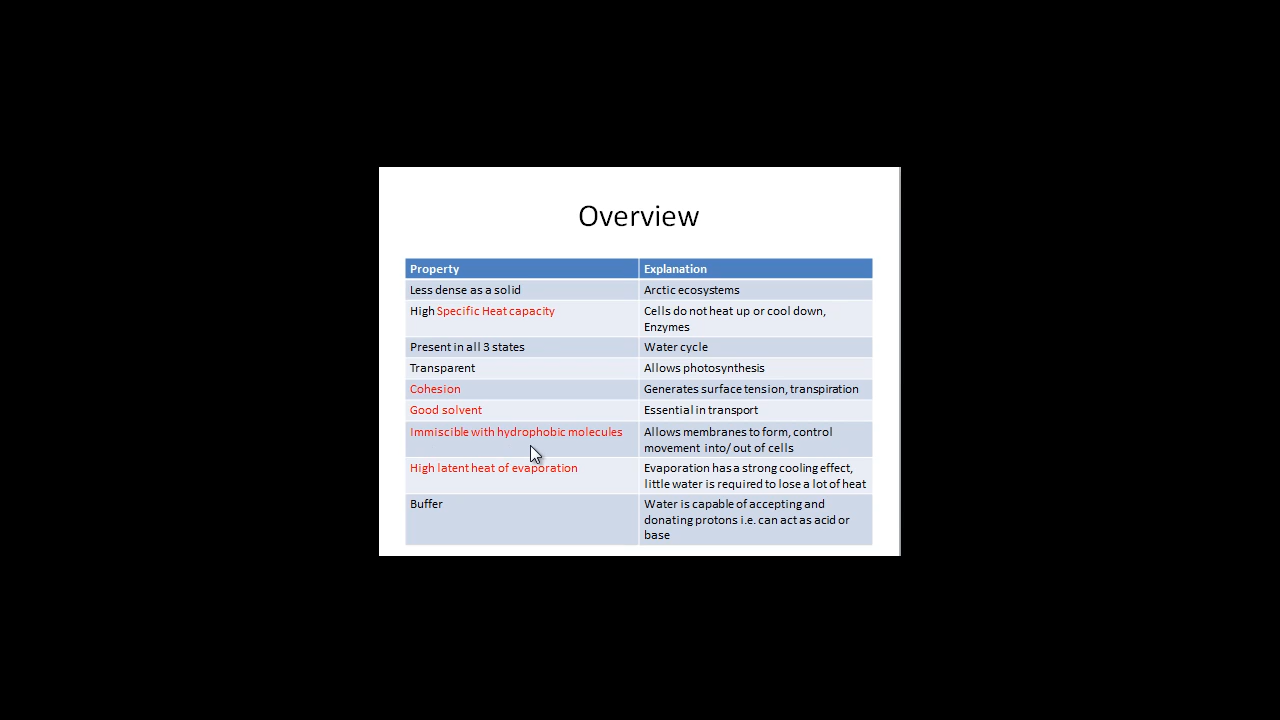 Overview
Property Explanation
Less dense as a solid Arctic ecosystems
High Specific Heat capacity Cells do not heat up or cool down,
Enzymes
Present in all 3 states Water cycle
Transparent Allows photosynthesis
Cohesion Generates surface tension, transpiration
Good solvent Essential in transport
Immiscible with hydrophobic molecules Allows membranes to form, control
movement into/ out of cells
High latent heat of evaporation Evaporation has a strong cooling effect,
little water is required to lose a lot of heat
Buffer Water is capable of accepting and
donating protons i.e. can act as acid or
base